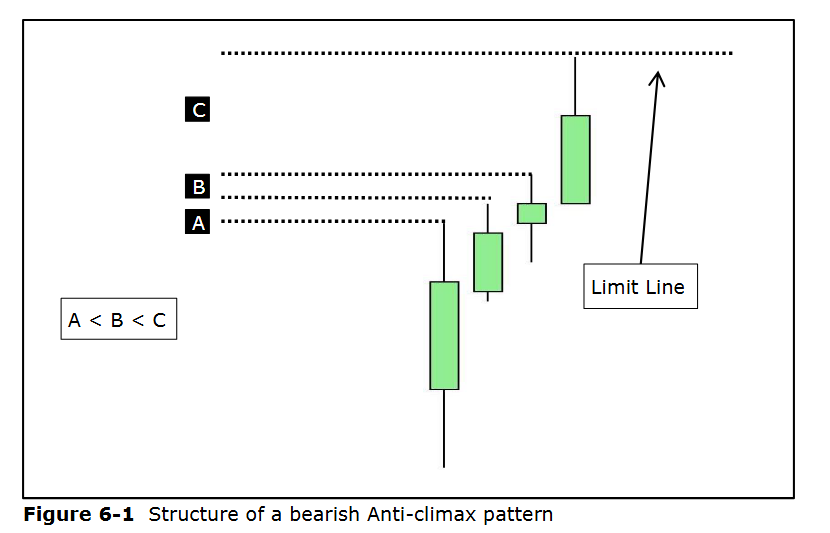 C
B
A
Limit Line
A < B < C
Figure 6-1 Structure of a bearish Anti-climax pattern